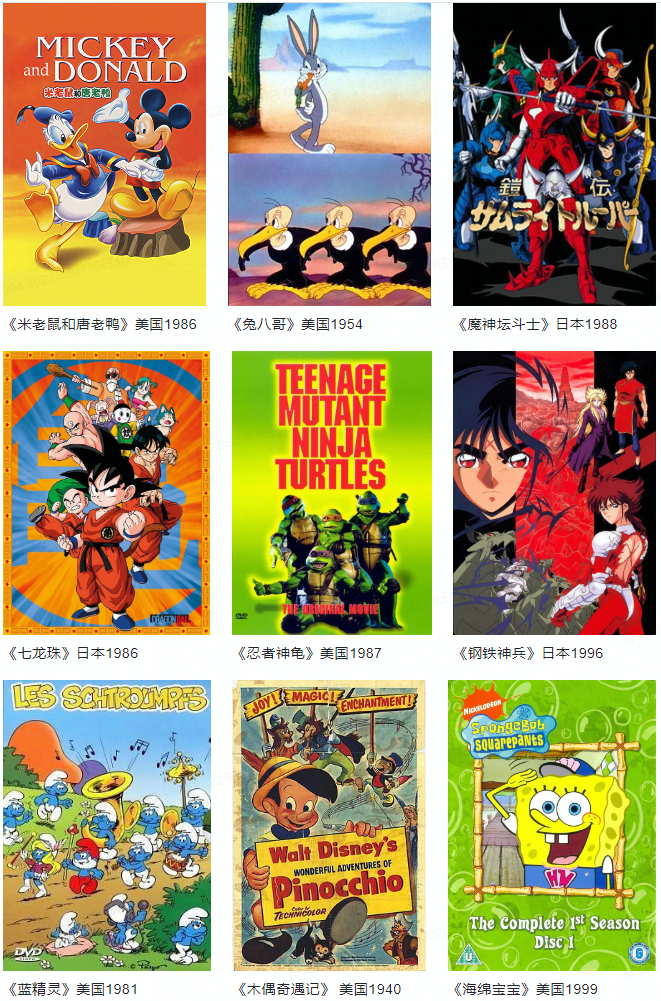 MICKEY
and DONALD
米老鼠和唐老鸭
《米老鼠和唐老鸭》美国1986
《兔八哥》美国1954
鎧伝
サムライトルーパー
《魔神坛斗士》日本1988
DRAGONBALL
《七龙珠》日本1986
TEENAGE
MUTANT
NINJA
TURTLES
THE ORIGINAL MOVIE
DVD
《忍者神龟》美国1987
《钢铁神兵》日本1996
LES SCHTROUMPFS
DVD
VIDEO
© Peyo
《蓝精灵》美国1981
JOY!
MAGIC!
ENCHANTMENT!
Walt Disney's
WONDERFUL ADVENTURES OF
Pinocchio
Color by
TECHNICOLOR
《木偶奇遇记》 美国1940
NICKELODEON
SpongeBob
SQUAREPANTS
The Complete 1st Season
Disc 1
U
G
《海绵宝宝》美国1999